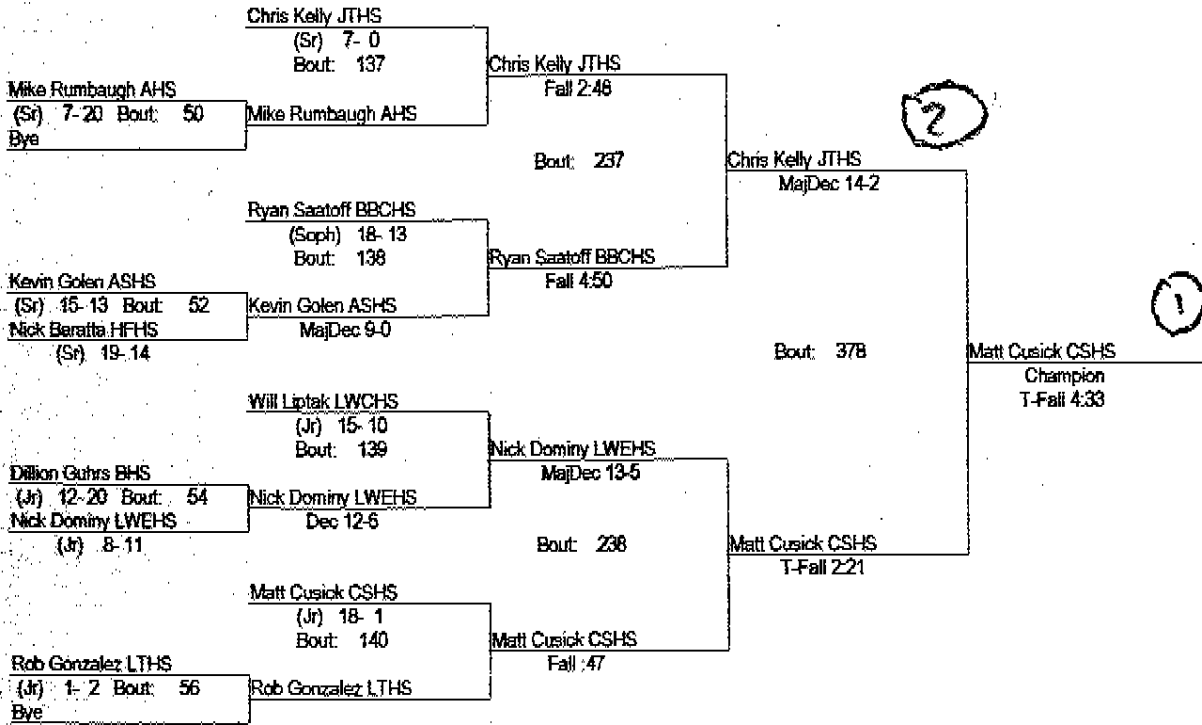 Chris Kelly JTHS
(Sr) 7- 0
Bout: 137
Chris Kelly JTHS
Fall 2:46
Mike Rumbaugh AHS
(Sr) 7-20 Bout: 50
Mike Rumbaugh AHS
Bye
2
Bout: 237
Chris Kelly JTHS
MajDec 14-2
Ryan Saatoff BBCHS
(Soph) 18- 13
Bout: 138
Ryan Saatoff BBCHS
Fall 4:50
Kevin Golen ASHS
(Sr) 15-13 Bout: 52
Kevin Golen ASHS
Nick Baratta HFHS
MajDec 9-0
(Sr) 19-14
1
Bout: 378
Matt Cusick CSHS
Champion
T-Fall 4:33
Will Liptak LWCHS
(Jr) 15- 10
Bout: 139
Nick Dominy LWEHS
MajDec 13-5
Dillion Guhrs BHS
(Jr) 12-20 Bout: 54
Nick Dominy LWEHS
Nick Dominy LWEHS
Dec 12-6
(Jr) 8-11
Bout: 238
Matt Cusick CSHS
T-Fall 2:21
Matt Cusick CSHS
(Jr) 18- 1
Bout: 140
Matt Cusick CSHS
Fall :47
Rob Gonzalez LTHS
(Jr) 1- 2 Bout: 56
Rob Gonzalez LTHS
Bye